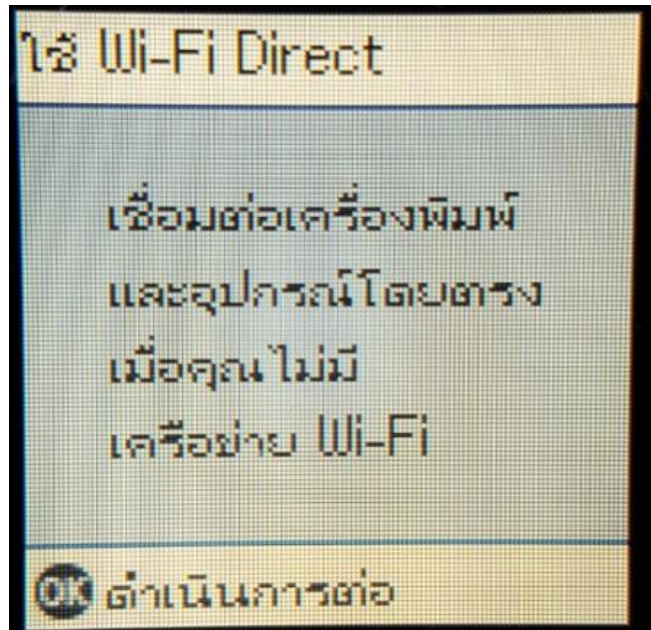 ใช้ Wi-Fi Direct
เชื่อมต่อเครื่องพิมพ์
และอุปกรณ์โดยตรง
เมื่อคุณไม่มี
เครือข่าย Wi-Fi
OK ดำเนินการต่อ